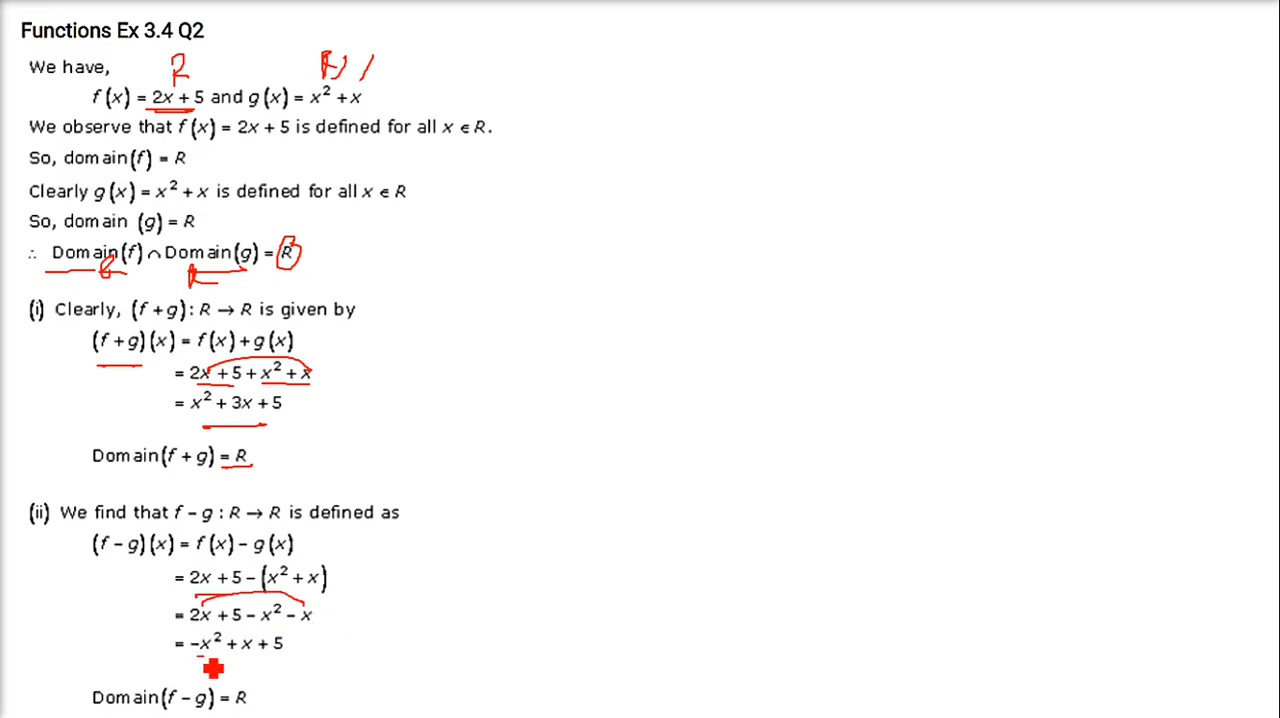 Functions Ex 3.4 Q2
We have,
R R
f(x) = 2x + 5 and g(x) = x² + x
We observe that f(x) = 2x + 5 is defined for all x ∈ R.
So, domain(f) = R
Clearly g(x) = x² + x is defined for all x ∈ R
So, domain (g) = R
∴ Domain(f) ∩ Domain(g) = R
R
(i) Clearly, (f + g) : R → R is given by
(f + g)(x) = f(x) + g(x)
= 2x + 5 + x² + x
= x² + 3x + 5
Domain(f + g) = R
(ii) We find that f – g : R → R is defined as
(f – g)(x) = f(x) – g(x)
= 2x + 5 – (x² + x)
= 2x + 5 – x² – x
= –x² + x + 5
Domain(f – g) = R